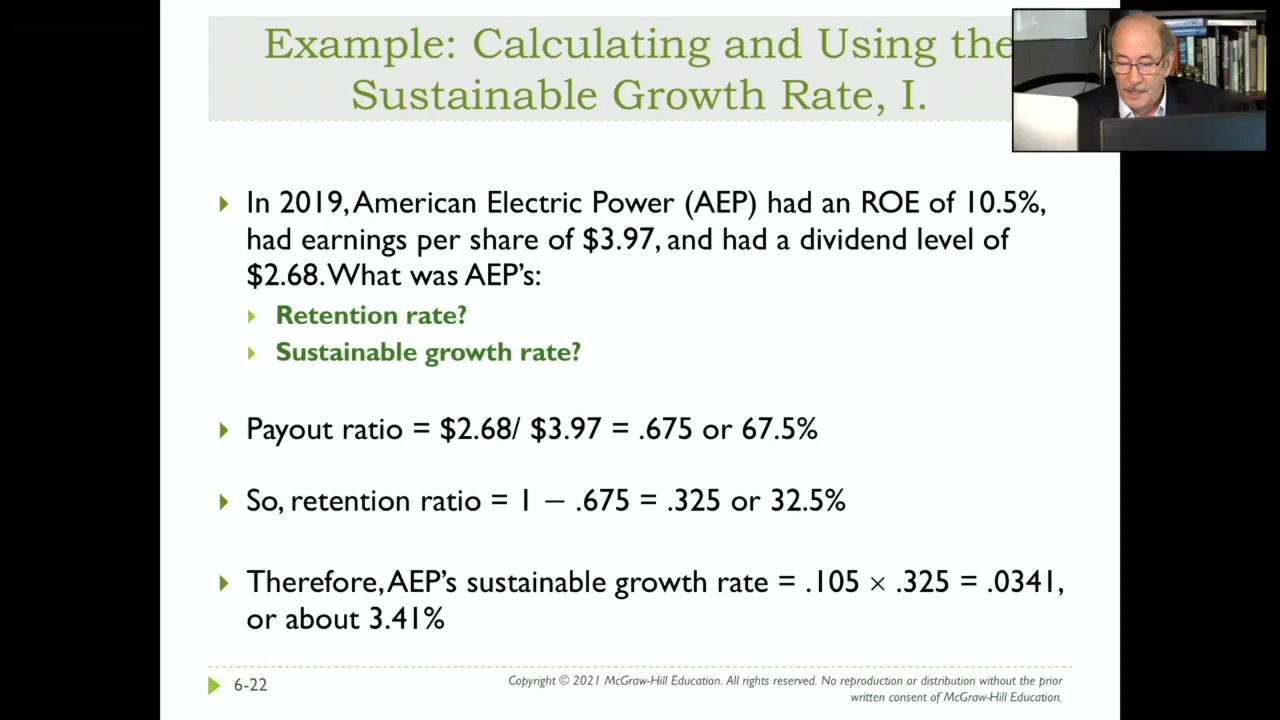 Example: Calculating and Using the
Sustainable Growth Rate, I.
In 2019, American Electric Power (AEP) had an ROE of 10.5%,
had earnings per share of $3.97, and had a dividend level of
$2.68. What was AEP's:
Retention rate?
Sustainable growth rate?
Payout ratio = $2.68/ $3.97 = .675 or 67.5%
So, retention ratio = 1 – .675 = .325 or 32.5%
Therefore, AEP's sustainable growth rate = .105 × .325 = .0341,
or about 3.41%
6-22
Copyright © 2021 McGraw-Hill Education. All rights reserved. No reproduction or distribution without the prior
written consent of McGraw-Hill Education.